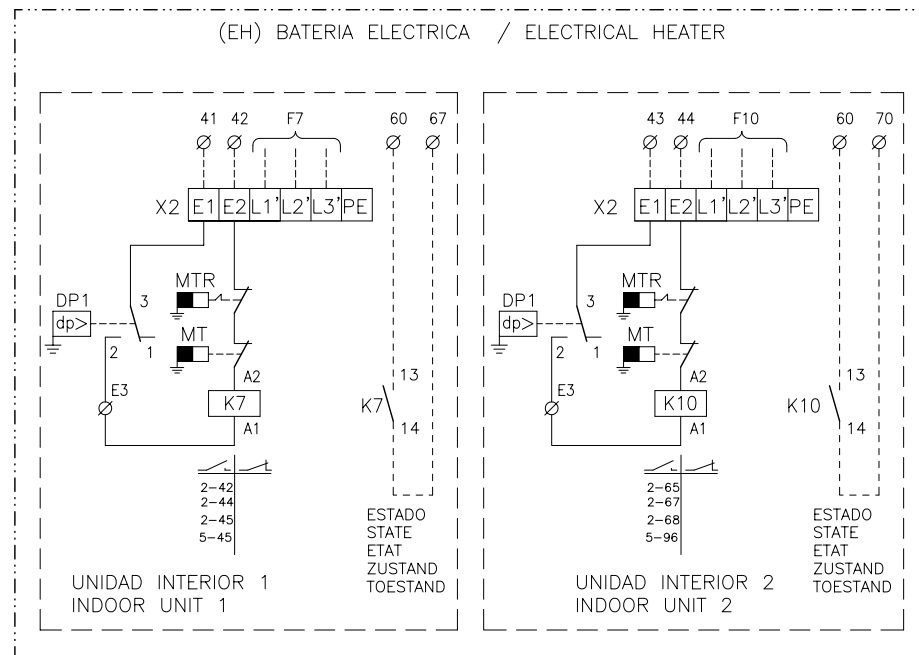 (EH) BATERIA ELECTRICA / ELECTRICAL HEATER
41 42 F7 60 67
X2 E1 E2 L1' L2' L3' PE
MTR
DP1 3
dp>
MT
2 1
A2 13
E3
K7 K7
A1 14
2-42
2-44
2-45
5-45
ESTADO
STATE
ETAT
ZUSTAND
TOESTAND
UNIDAD INTERIOR 1
INDOOR UNIT 1
43 44 F10 60 70
X2 E1 E2 L1' L2' L3' PE
MTR
DP1 3
dp>
MT
2 1
A2 13
E3
K10 K10
A1 14
2-65
2-67
2-68
5-96
ESTADO
STATE
ETAT
ZUSTAND
TOESTAND
UNIDAD INTERIOR 2
INDOOR UNIT 2